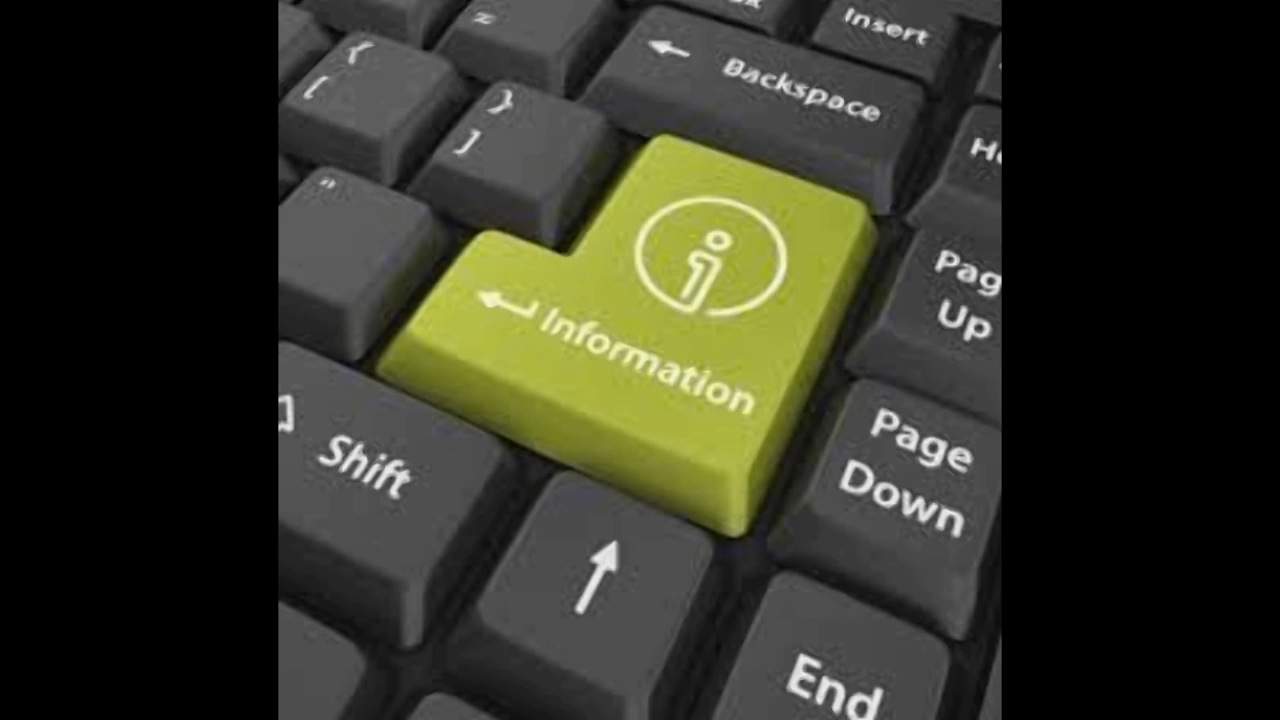 Insert
← Backspace
{
[
}
]
"
i
Information
Page
Up
Shift
Page
Down
↑
End